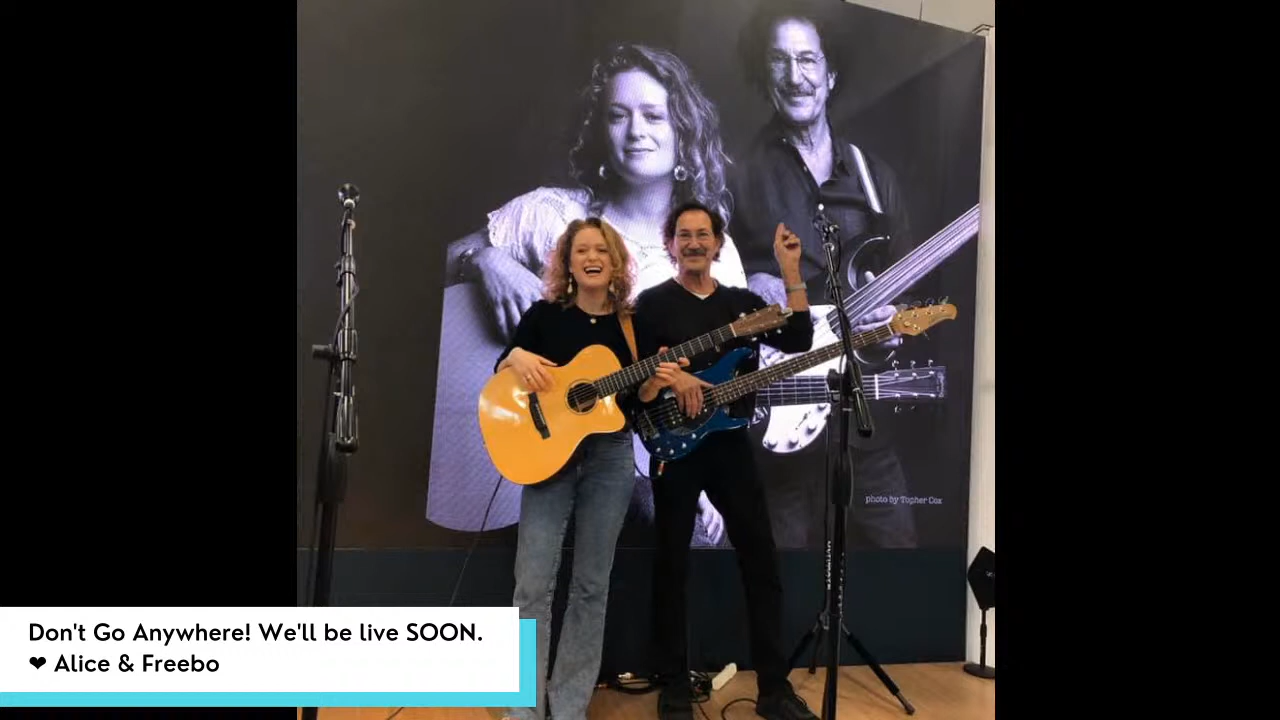 photo by Topher Cox
Don't Go Anywhere! We'll be live SOON.
❤ Alice & Freebo